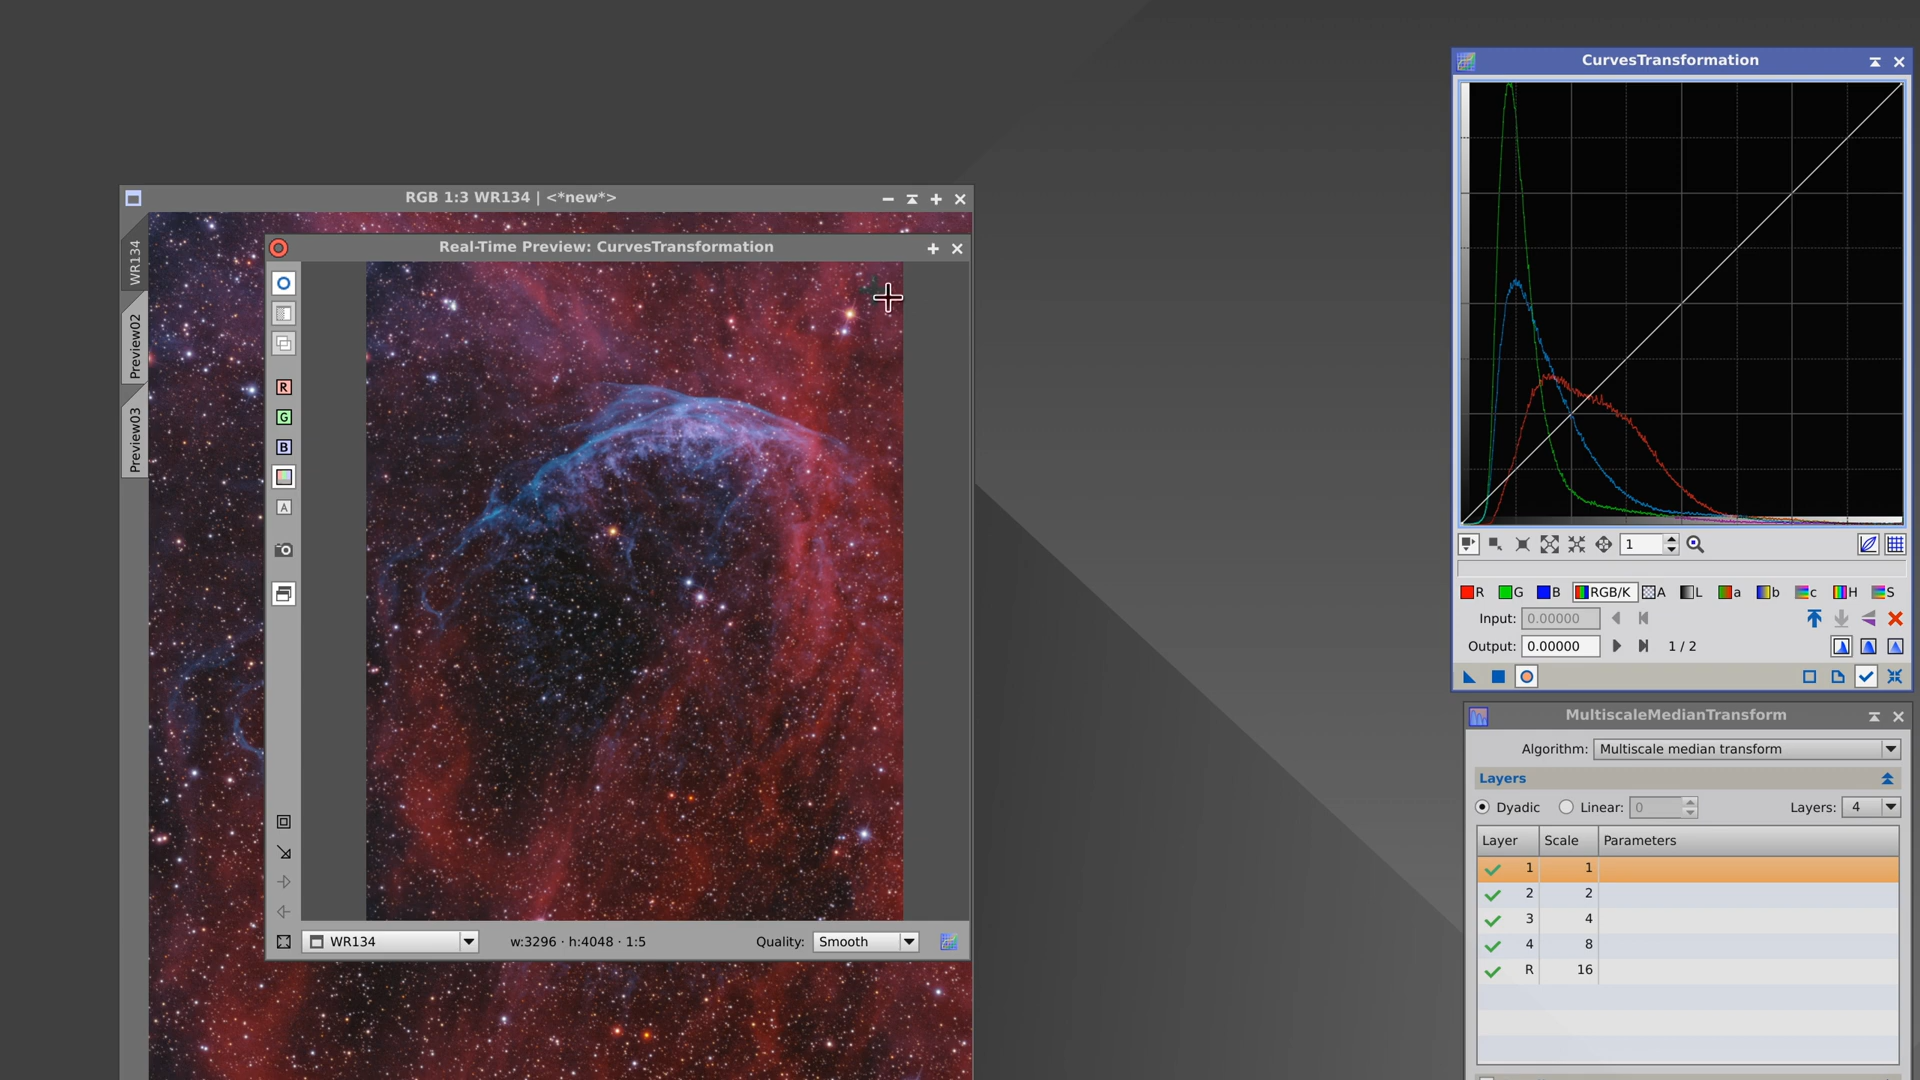 CurvesTransformation
RGB 1:3 WR134 | <*new*>
WR134
Preview02
Preview03
Real-Time Preview: CurvesTransformation
R
G
B
A
WR134
w:3296 · h:4048 · 1:5
Quality: Smooth
1
R G B RGB/K A L a b c H S
Input: 0.00000
Output: 0.00000 1 / 2
MultiscaleMedianTransform
Algorithm: Multiscale median transform
Layers
Dyadic Linear: 0 Layers: 4
Layer Scale Parameters
1 1
2 2
3 4
4 8
R 16